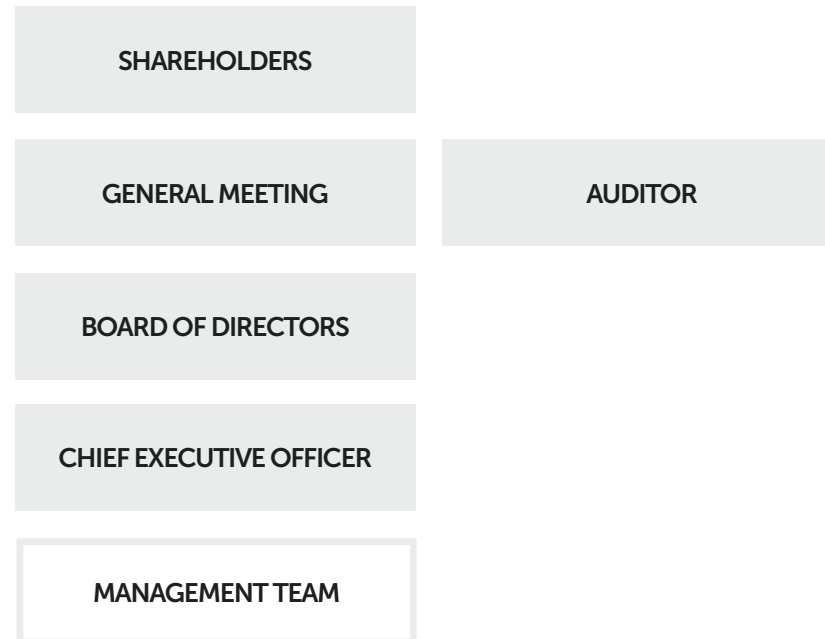 SHAREHOLDERS
GENERAL MEETING
AUDITOR
BOARD OF DIRECTORS
CHIEF EXECUTIVE OFFICER
MANAGEMENT TEAM